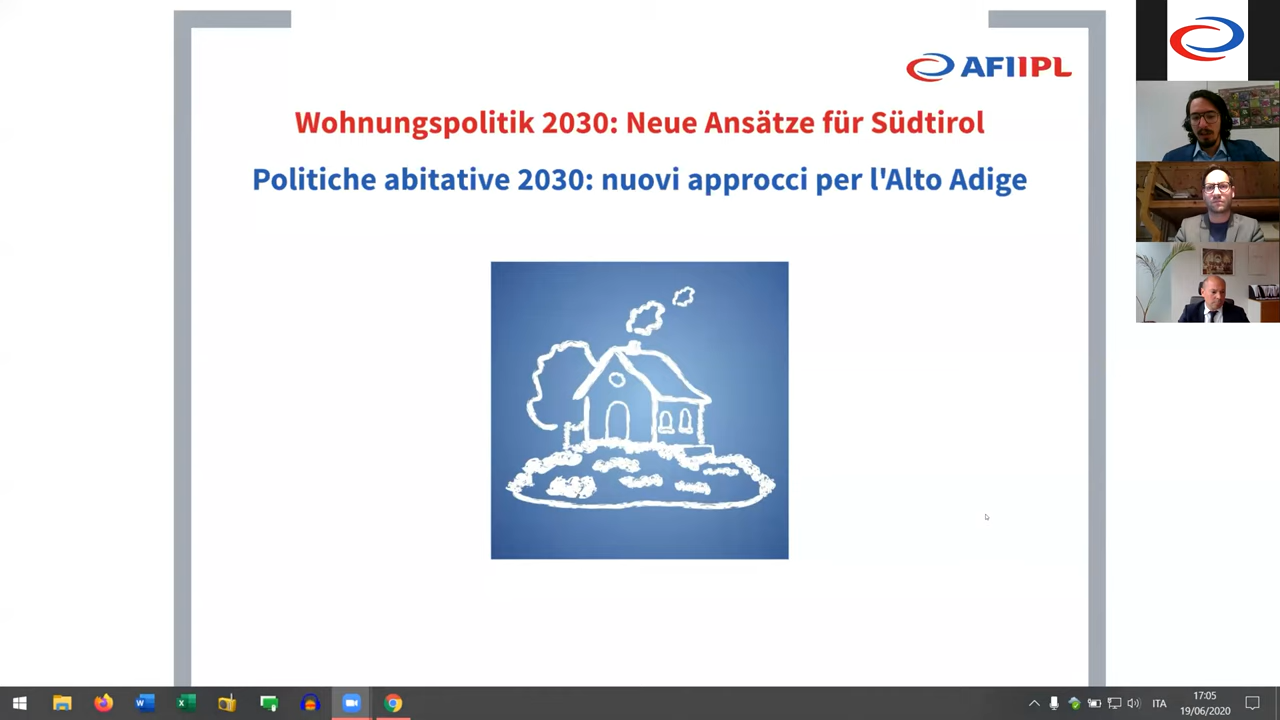 AFIIPL
Wohnungspolitik 2030: Neue Ansätze für Südtirol
Politiche abitative 2030: nuovi approcci per l'Alto Adige
ITA
17:05
19/06/2020